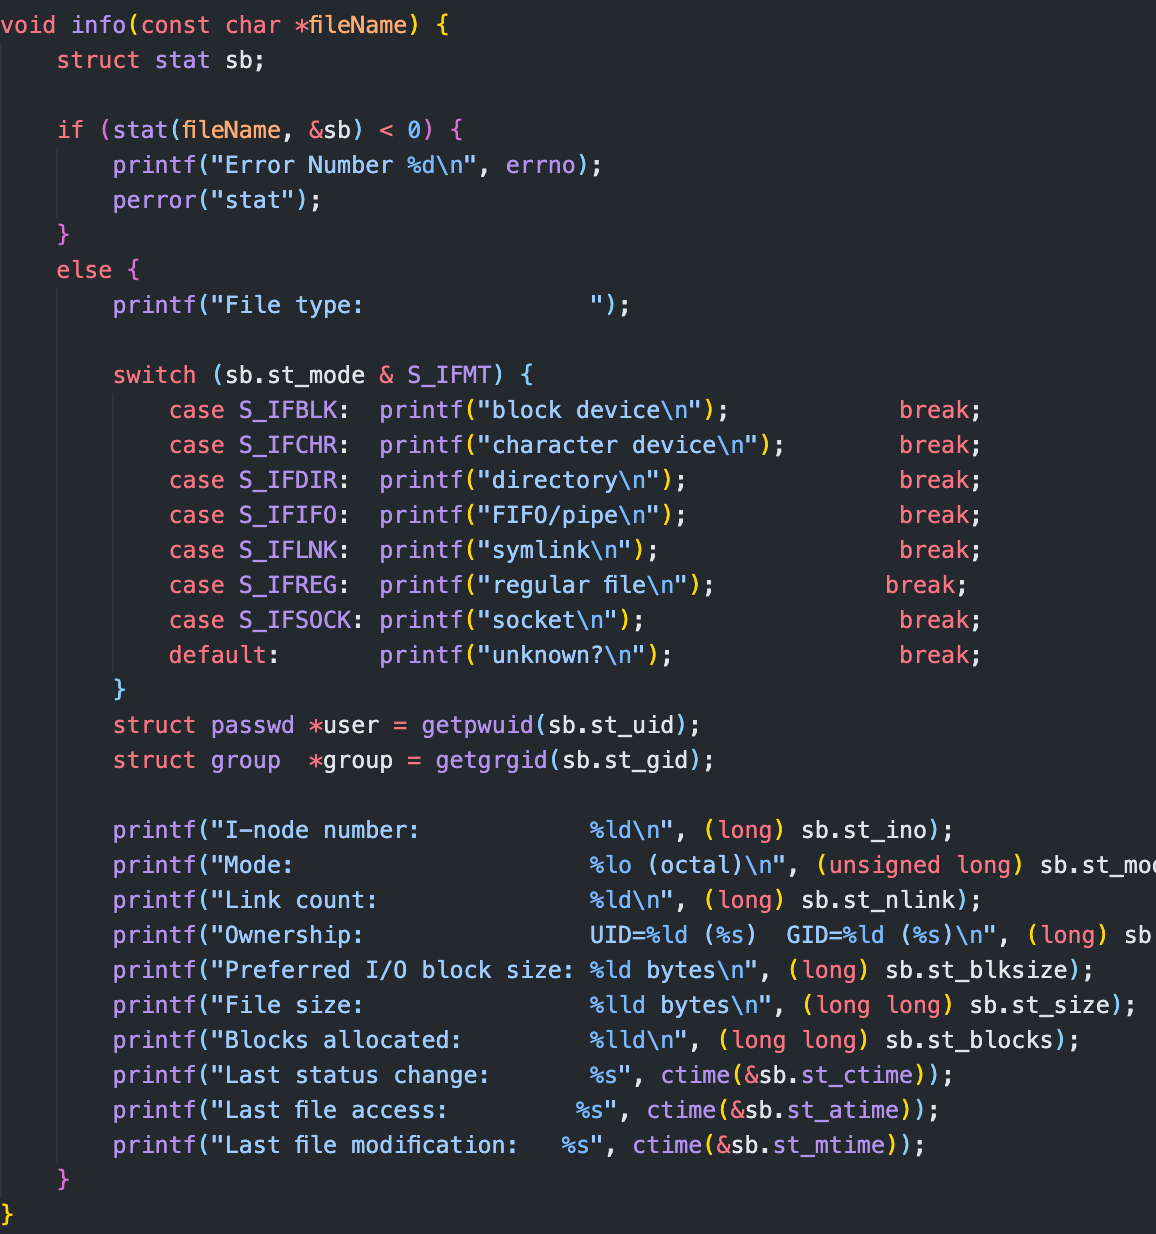 void info(const char *fileName) {
    struct stat sb;

    if (stat(fileName, &sb) < 0) {
        printf("Error Number %d\n", errno);
        perror("stat");
    }
    else {
        printf("File type:                ");

        switch (sb.st_mode & S_IFMT) {
            case S_IFBLK:  printf("block device\n");            break;
            case S_IFCHR:  printf("character device\n");        break;
            case S_IFDIR:  printf("directory\n");               break;
            case S_IFIFO:  printf("FIFO/pipe\n");               break;
            case S_IFLNK:  printf("symlink\n");                 break;
            case S_IFREG:  printf("regular file\n");            break;
            case S_IFSOCK: printf("socket\n");                  break;
            default:       printf("unknown?\n");                break;
        }
        struct passwd *user = getpwuid(sb.st_uid);
        struct group  *group = getgrgid(sb.st_gid);

        printf("I-node number:            %ld\n", (long) sb.st_ino);
        printf("Mode:                     %lo (octal)\n", (unsigned long) sb.st_mo
        printf("Link count:               %ld\n", (long) sb.st_nlink);
        printf("Ownership:                UID=%ld (%s)  GID=%ld (%s)\n", (long) sb
        printf("Preferred I/O block size: %ld bytes\n", (long) sb.st_blksize);
        printf("File size:                %lld bytes\n", (long long) sb.st_size);
        printf("Blocks allocated:         %lld\n", (long long) sb.st_blocks);
        printf("Last status change:       %s", ctime(&sb.st_ctime));
        printf("Last file access:         %s", ctime(&sb.st_atime));
        printf("Last file modification:   %s", ctime(&sb.st_mtime));
    }
}